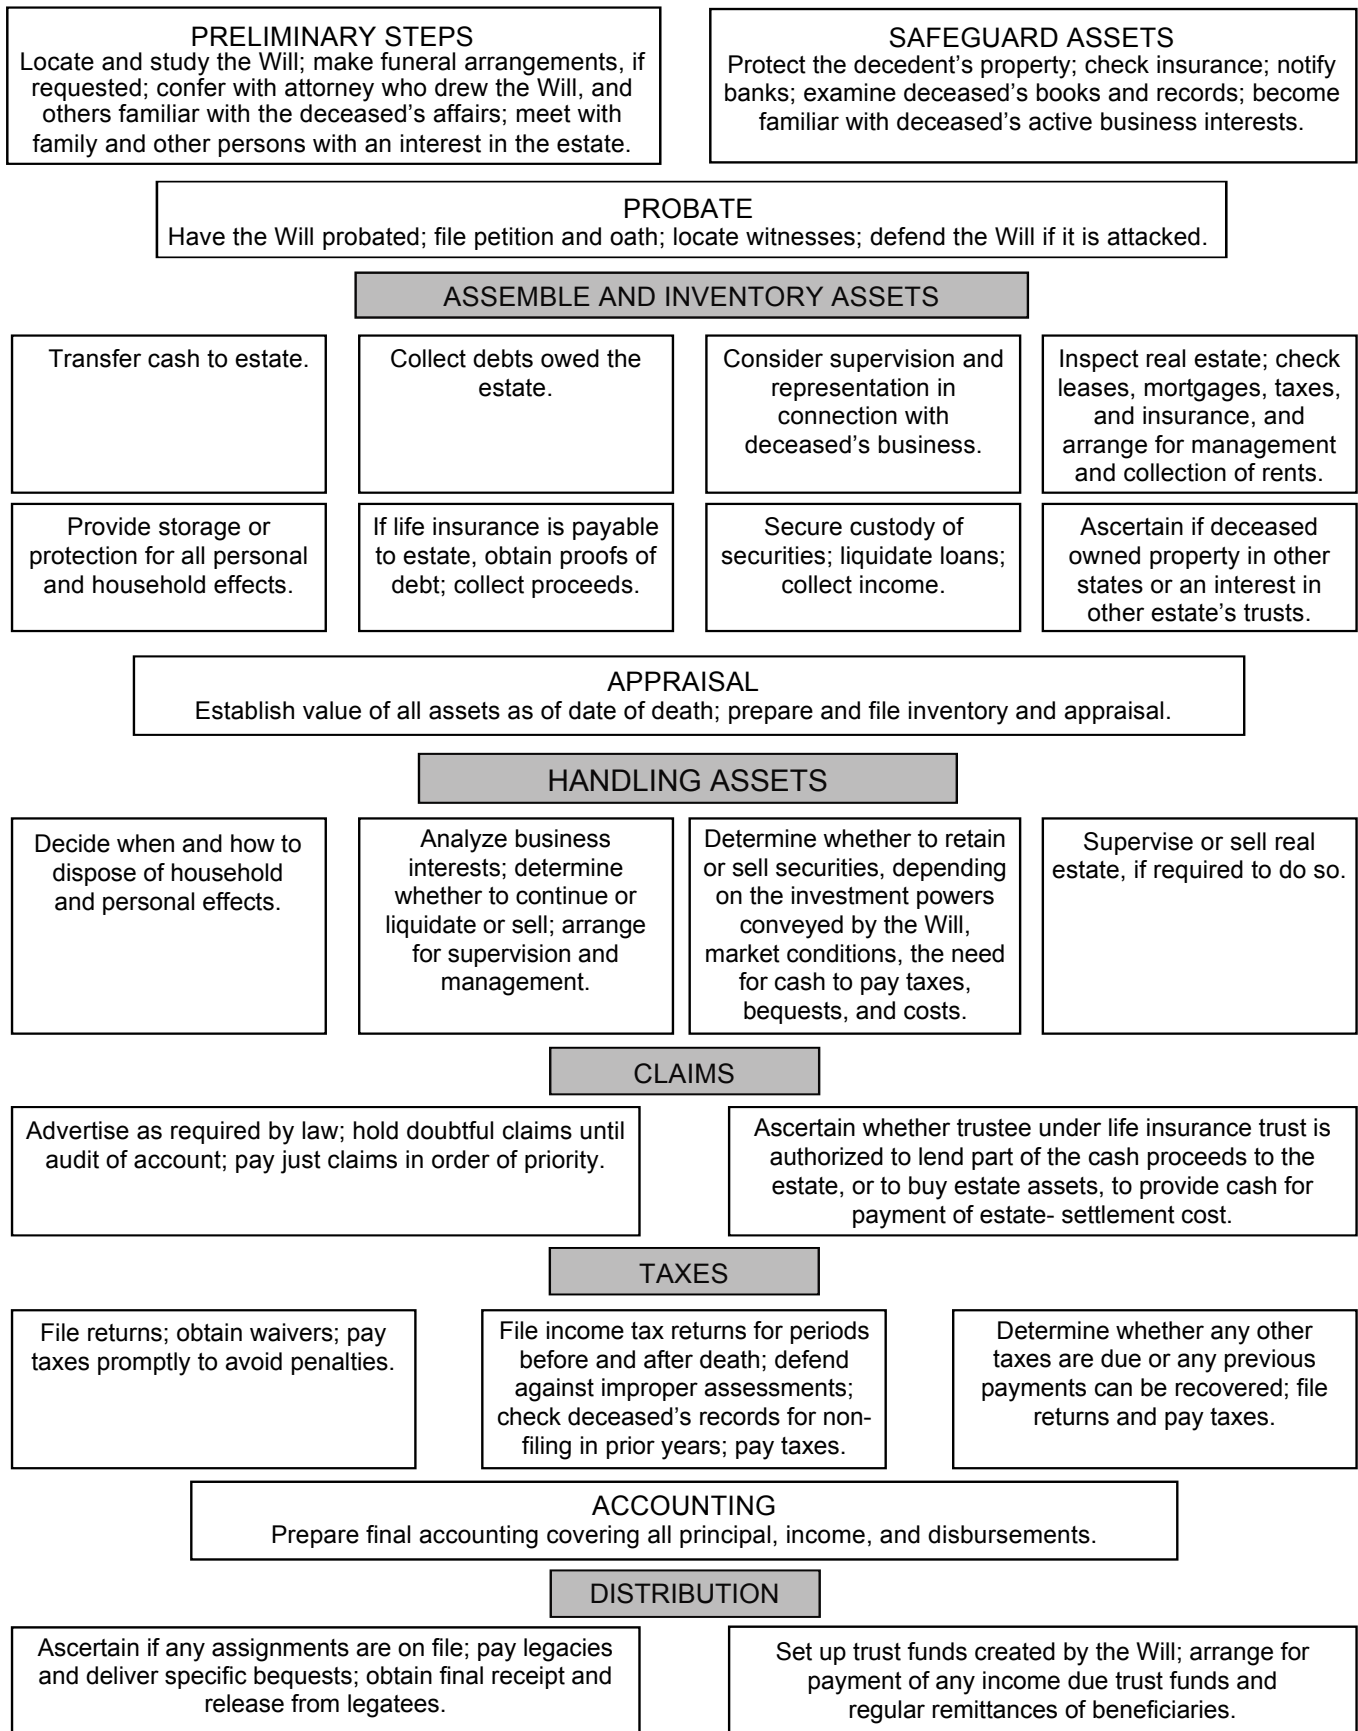 PRELIMINARY STEPS
Locate and study the Will; make funeral arrangements, if
requested; confer with attorney who drew the Will, and
others familiar with the deceased’s affairs; meet with
family and other persons with an interest in the estate.
SAFEGUARD ASSETS
Protect the decedent’s property; check insurance; notify
banks; examine deceased’s books and records; become
familiar with deceased’s active business interests.
PROBATE
Have the Will probated; file petition and oath; locate witnesses; defend the Will if it is attacked.
ASSEMBLE AND INVENTORY ASSETS
Transfer cash to estate.
Collect debts owed the
estate.
Consider supervision and
representation in
connection with
deceased’s business.
Inspect real estate; check
leases, mortgages, taxes,
and insurance, and
arrange for management
and collection of rents.
Provide storage or
protection for all personal
and household effects.
If life insurance is payable
to estate, obtain proofs of
debt; collect proceeds.
Secure custody of
securities; liquidate loans;
collect income.
Ascertain if deceased
owned property in other
states or an interest in
other estate’s trusts.
APPRAISAL
Establish value of all assets as of date of death; prepare and file inventory and appraisal.
HANDLING ASSETS
Decide when and how to
dispose of household
and personal effects.
Analyze business
interests; determine
whether to continue or
liquidate or sell; arrange
for supervision and
management.
Determine whether to retain
or sell securities, depending
on the investment powers
conveyed by the Will,
market conditions, the need
for cash to pay taxes,
bequests, and costs.
Supervise or sell real
estate, if required to do so.
CLAIMS
Advertise as required by law; hold doubtful claims until
audit of account; pay just claims in order of priority.
Ascertain whether trustee under life insurance trust is
authorized to lend part of the cash proceeds to the
estate, or to buy estate assets, to provide cash for
payment of estate- settlement cost.
TAXES
File returns; obtain waivers; pay
taxes promptly to avoid penalties.
File income tax returns for periods
before and after death; defend
against improper assessments;
check deceased’s records for non-
filing in prior years; pay taxes.
Determine whether any other
taxes are due or any previous
payments can be recovered; file
returns and pay taxes.
ACCOUNTING
Prepare final accounting covering all principal, income, and disbursements.
DISTRIBUTION
Ascertain if any assignments are on file; pay legacies
and deliver specific bequests; obtain final receipt and
release from legatees.
Set up trust funds created by the Will; arrange for
payment of any income due trust funds and
regular remittances of beneficiaries.